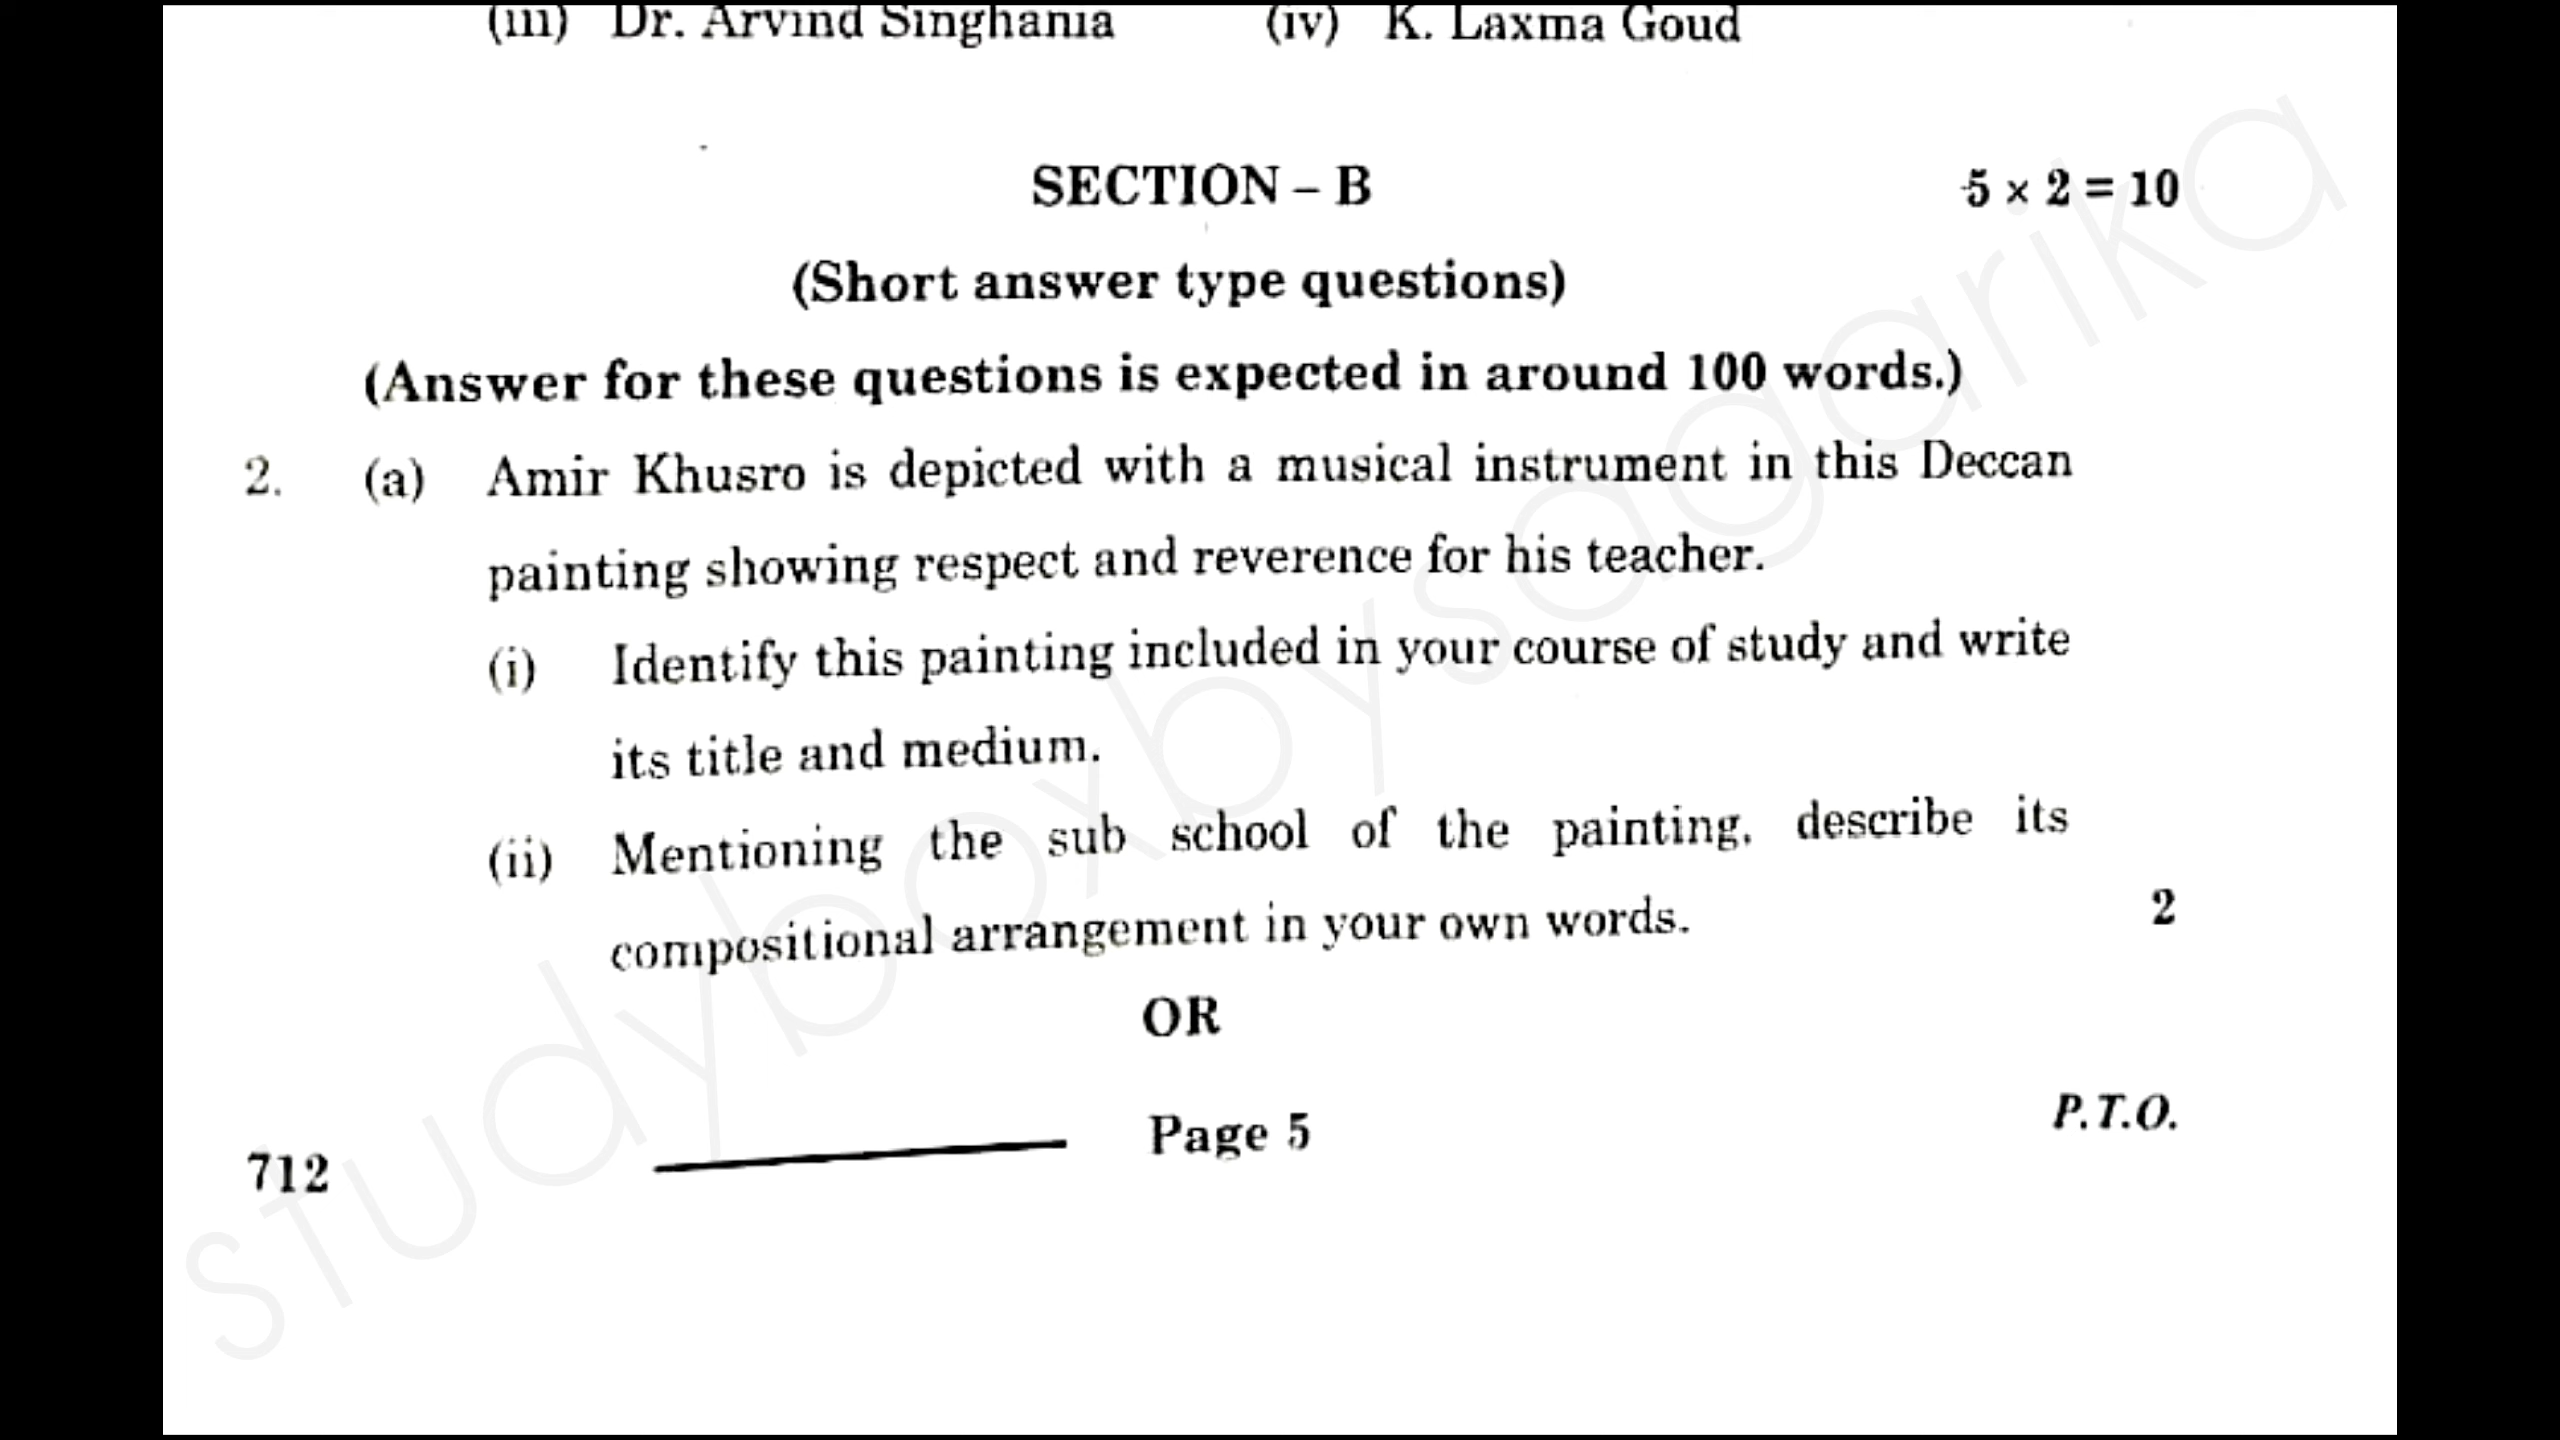 (iii) Dr. Arvind Singhania (iv) K. Laxma Goud
SECTION – B 5 × 2 = 10
(Short answer type questions)
(Answer for these questions is expected in around 100 words.)
2. (a) Amir Khusro is depicted with a musical instrument in this Deccan
painting showing respect and reverence for his teacher.
(i) Identify this painting included in your course of study and write
its title and medium.
(ii) Mentioning the sub school of the painting, describe its
compositional arrangement in your own words. 2
OR
712 Page 5 P.T.O.
studyboxbysagarika